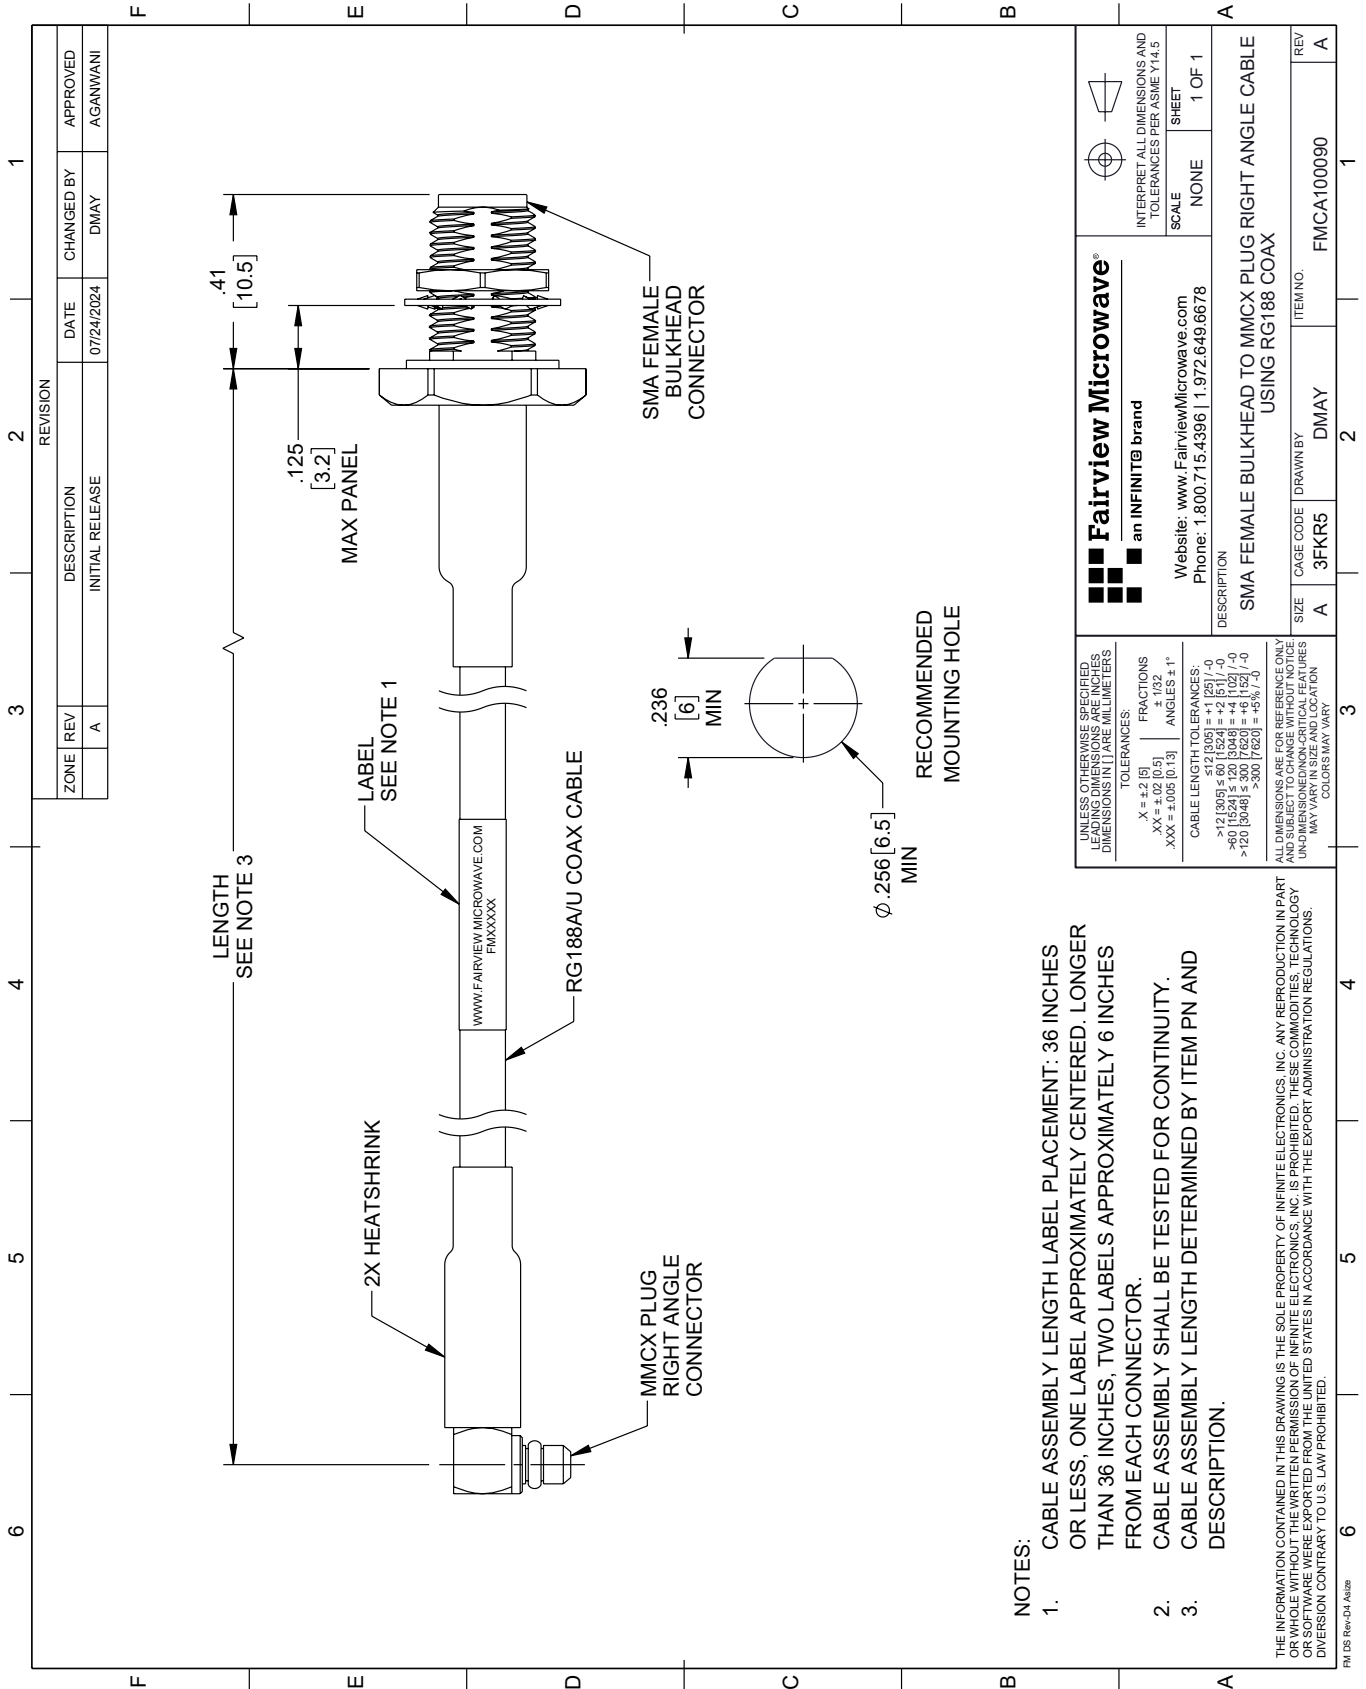 6
5
4
3
2
1
F
E
D
C
B
A
REVISION
ZONE
REV
DESCRIPTION
DATE
CHANGED BY
APPROVED
A
INITIAL RELEASE
07/24/2024
DMAY
AGANWANI
LENGTH
SEE NOTE 3
.41
[10.5]
.125
[3.2]
MAX PANEL
2X HEATSHRINK
LABEL
SEE NOTE 1
WWW.FAIRVIEW MICROWAVE.COM
FMXXXXX
RG188A/U COAX CABLE
MMCX PLUG
RIGHT ANGLE
CONNECTOR
SMA FEMALE
BULKHEAD
CONNECTOR
.236
[6]
MIN
Ø.256 [6.5]
MIN
RECOMMENDED
MOUNTING HOLE
NOTES:
1. CABLE ASSEMBLY LENGTH LABEL PLACEMENT: 36 INCHES
OR LESS, ONE LABEL APPROXIMATELY CENTERED. LONGER
THAN 36 INCHES, TWO LABELS APPROXIMATELY 6 INCHES
FROM EACH CONNECTOR.
2. CABLE ASSEMBLY SHALL BE TESTED FOR CONTINUITY.
3. CABLE ASSEMBLY LENGTH DETERMINED BY ITEM PN AND
DESCRIPTION.
THE INFORMATION CONTAINED IN THIS DRAWING IS THE SOLE PROPERTY OF INFINITE ELECTRONICS, INC. ANY REPRODUCTION IN PART
OR WHOLE WITHOUT THE WRITTEN PERMISSION OF INFINITE ELECTRONICS, INC. IS PROHIBITED. THESE COMMODITIES, TECHNOLOGY
OR SOFTWARE WERE EXPORTED FROM THE UNITED STATES IN ACCORDANCE WITH THE EXPORT ADMINISTRATION REGULATIONS.
DIVERSION CONTRARY TO U.S. LAW PROHIBITED.
UNLESS OTHERWISE SPECIFIED
LEADING DIMENSIONS ARE INCHES
DIMENSIONS IN [ ] ARE MILLIMETERS
TOLERANCES:
.X = ±.2 [5]
.XX = ±.02 [0.5]
.XXX = ±.005 [0.13]
FRACTIONS
± 1/32
ANGLES ± 1°
CABLE LENGTH TOLERANCES:
≤12 [305] = +1 [25] / -0
>12 [305] ≤ 60 [1524] = +2 [51] / -0
>60 [1524] ≤ 120 [3048] = +4 [102] / -0
>120 [3048] ≤ 300 [7620] = +6 [152] / -0
>300 [7620] = +5% / -0
ALL DIMENSIONS ARE FOR REFERENCE ONLY
AND SUBJECT TO CHANGE WITHOUT NOTICE.
UN-DIMENSIONED/NON-CRITICAL FEATURES
MAY VARY IN SIZE AND LOCATION
COLORS MAY VARY
Fairview Microwave®
an INFINIT@ brand
Website: www.FairviewMicrowave.com
Phone: 1.800.715.4396 | 1.972.649.6678
INTERPRET ALL DIMENSIONS AND
TOLERANCES PER ASME Y14.5
SCALE
NONE
SHEET
1 OF 1
DESCRIPTION
SMA FEMALE BULKHEAD TO MMCX PLUG RIGHT ANGLE CABLE
USING RG188 COAX
SIZE
A
CAGE CODE
3FKR5
DRAWN BY
DMAY
ITEM NO.
FMCA100090
REV
A
F
E
D
C
B
A
6
5
4
3
2
1
FM DS Rev-D4 Asize